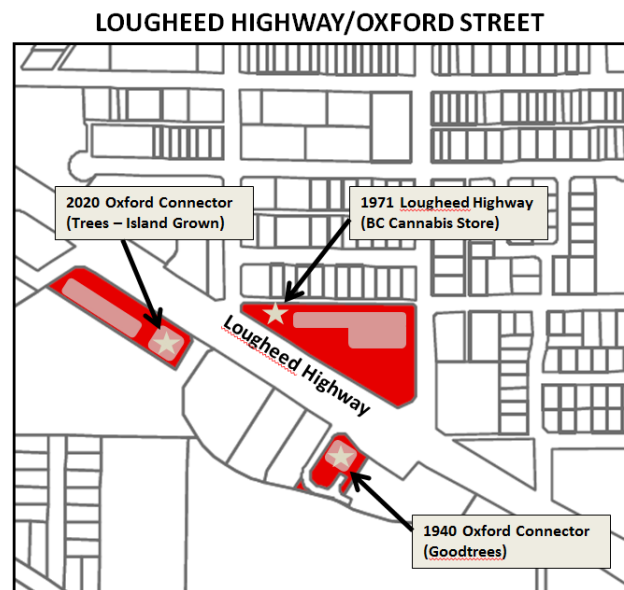 LOUGHEED HIGHWAY/OXFORD STREET
2020 Oxford Connector
(Trees – Island Grown)
1971 Lougheed Highway
(BC Cannabis Store)
Lougheed Highway
1940 Oxford Connector
(Goodtrees)